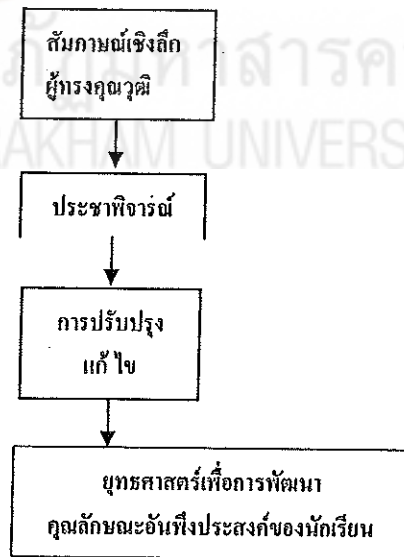 สัมภาษณ์เชิงลึก
ผู้ทรงคุณวุฒิ
AKHAM UNIVERS
ประชาพิจารณ์
การปรับปรุง
แก้ ไข
ยุทธศาสตร์เพื่อการพัฒนา
คุณลักษณะอันพึงประสงค์ของนักเรียน